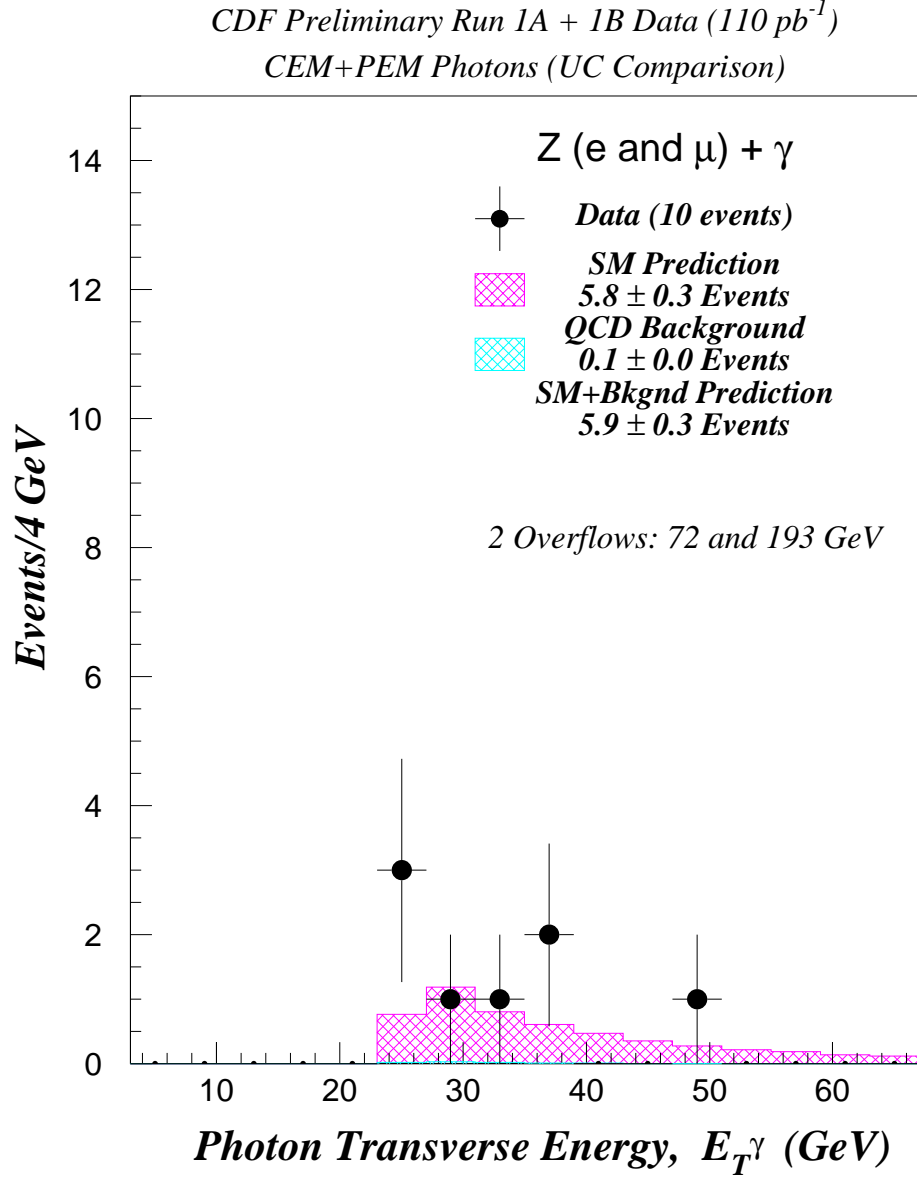 CDF Preliminary Run 1A + 1B Data (110 pb⁻¹)
CEM+PEM Photons (UC Comparison)
Z (e and μ) + γ
Data (10 events)
SM Prediction
5.8 ± 0.3 Events
QCD Background
0.1 ± 0.0 Events
SM+Bkgnd Prediction
5.9 ± 0.3 Events
2 Overflows: 72 and 193 GeV
Events/4 GeV
14
12
10
8
6
4
2
0
10 20 30 40 50 60
Photon Transverse Energy, E_T^γ (GeV)